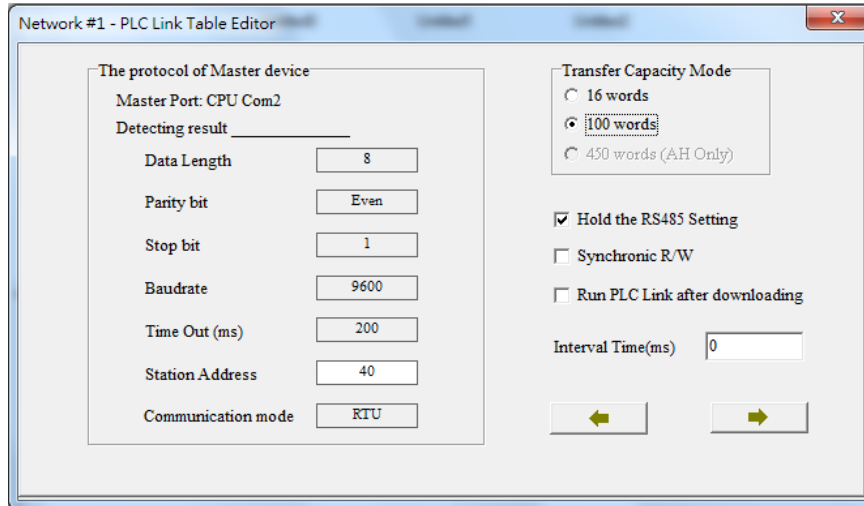 Network #1 - PLC Link Table Editor
The protocol of Master device
Master Port: CPU Com2
Detecting result
Data Length 8
Parity bit Even
Stop bit 1
Baudrate 9600
Time Out (ms) 200
Station Address 40
Communication mode RTU
Transfer Capacity Mode
16 words
100 words
450 words (AH Only)
Hold the RS485 Setting
Synchronic R/W
Run PLC Link after downloading
Interval Time(ms) 0